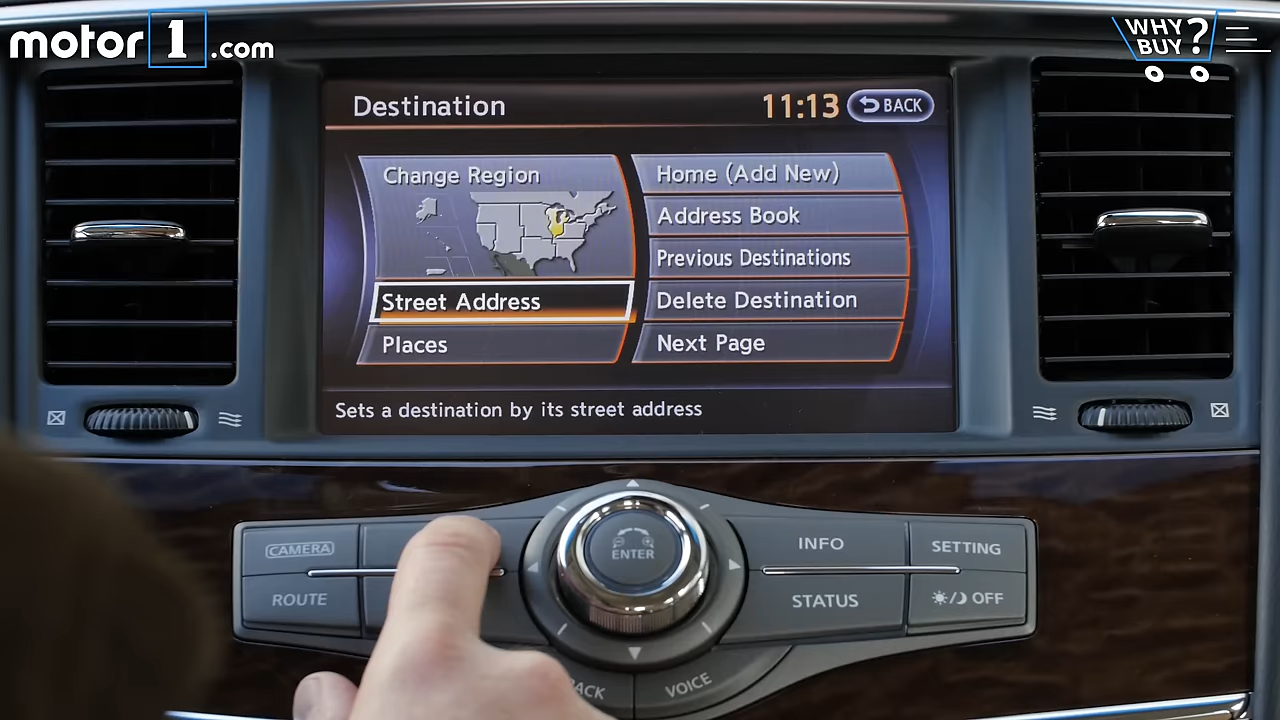 motor1.com
WHY
BUY?
Destination
11:13
BACK
Change Region
Street Address
Places
Home (Add New)
Address Book
Previous Destinations
Delete Destination
Next Page
Sets a destination by its street address
CAMERA
ROUTE
ENTER
INFO
SETTING
STATUS
OFF
VOICE